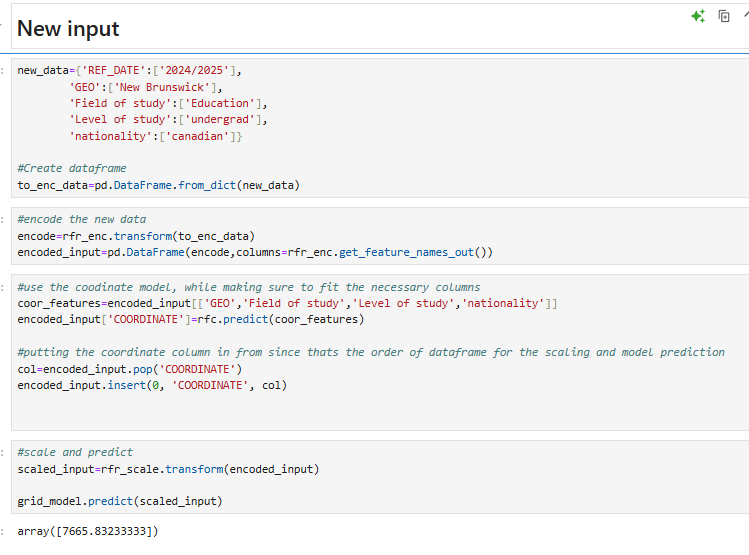 New input
new_data={'REF_DATE':['2024/2025'],
'GEO':['New Brunswick'],
'Field of study':['Education'],
'Level of study':['undergrad'],
'nationality':['canadian']}
#Create dataframe
to_enc_data=pd.DataFrame.from_dict(new_data)
#encode the new data
encode=rfr_enc.transform(to_enc_data)
encoded_input=pd.DataFrame(encode,columns=rfr_enc.get_feature_names_out())
#use the coodinate model, while making sure to fit the necessary columns
coor_features=encoded_input[['GEO','Field of study','Level of study','nationality']]
encoded_input['COORDINATE']=rfc.predict(coor_features)
#putting the coordinate column in from since thats the order of dataframe for the scaling and model prediction
col=encoded_input.pop('COORDINATE')
encoded_input.insert(0, 'COORDINATE', col)
#scale and predict
scaled_input=rfr_scale.transform(encoded_input)
grid_model.predict(scaled_input)
array([7665.83233333])